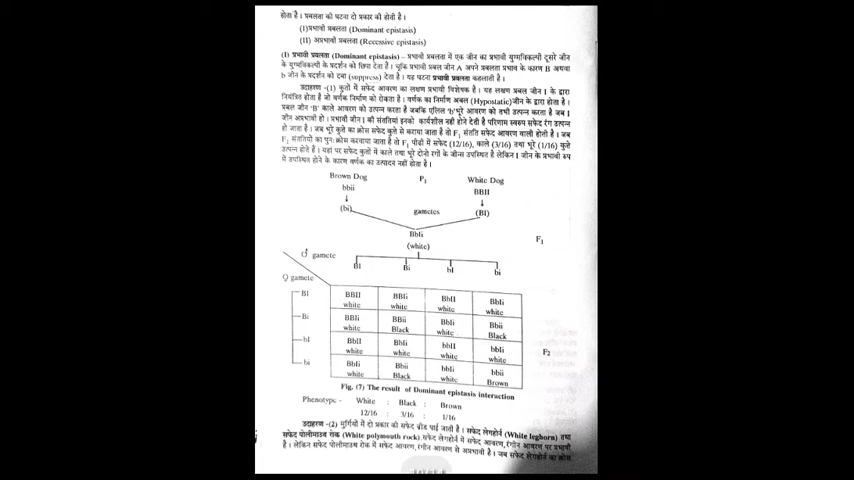 होता है। प्रबलता की घटना दो प्रकार की होती है।
(I)प्रभावी प्रबलता (Dominant epistasis)
(II) अप्रभावी प्रबलता (Recessive epistasis)
(I) प्रभावी प्रबलता (Dominant epistasis) – प्रभावी प्रबलता में एक जीन का प्रभावी युग्मविकल्पी दूसरे जीन
के युग्मविकल्पी के प्रदर्शन को छिपा देता हैं। चूंकि प्रभावी प्रबल जीन A अपने प्रबलता प्रभाव के कारण B अथवा
b जीन के प्रदर्शन को दबा (suppress) देता है। यह घटना प्रभावी प्रबलता कहलाती है।
उदाहरण -(1) कुतों में सफेद आवरण का लक्षण प्रभावी विशेषक है। यह लक्षण प्रबल जीन I के द्वारा
नियंत्रित होता है जो वर्णक निर्माण को रोकता है। वर्णक का निर्माण अबल (Hypostatic)जीन के द्वारा होता है।
प्रबल जीन 'B' काले आवरण को उत्पन्न करता है जबकि एलिल 'b'भूरे आवरण को तभी उत्पन्न करता है जब I
जीन अप्रभावी हो। प्रभावी जीन I की संततियां इनको कार्यशील नहीं होने देती है परिणाम स्वरुप सफेद रंग उत्पन्न
हो जाता है। जब भूरे कुते का क्रोस सफेद कुते से कराया जाता है तो F₁ संतति सफेद आवरण वाली होती है। जब
F₁ संततियों का पुनः क्रोस करवाया जाता है तो F₁ पीढी में सफेद (12/16), काले (3/16) तथा भूरे (1/16) कुते
उत्पन्न होते हैं। यहां पर सफेद कुतों में काले तथा भूरे दोनो रंगों के जीन्स उपस्थित है लेकिन I जीन के प्रभावी रुप
में उपस्थित होने के कारण वर्णक का उत्पादन नहीं होता है।
Brown Dog P₁ White Dog
bbii BBII
(bi) gametes (BI)
BbIi F₁
(white)
♂ gamete
BI Bi bI bi
♀ gamete
BI BBII BBIi BbII BbIi
white white white white
Bi BBIi BBii BbIi Bbii
white Black white Black
bI BbII BbIi bbII bbIi F₂
white white white white
bi BbIi Bbii bbIi bbii
white Black white Brown
Fig. (7) The result of Dominant epistasis interaction
Phenotype - White : Black : Brown
12/16 : 3/16 : 1/16
उदाहरण -(2) मुर्गियों में दो प्रकार की सफेद ब्रीड पाई जाती है। सफेद लेगहोर्न (White leghorn) तथा
सफेद पोलीमाउथ रोक (White polymouth rock). सफेद लेगहोर्न में सफेद आवरण, रंगीन आवरण पर प्रभावी
है। लेकिन सफेद पोलीमाउथ रोक में सफेद आवरण, रंगीन आवरण से अप्रभावी है। जब सफेद लेगहोर्न का क्रोस